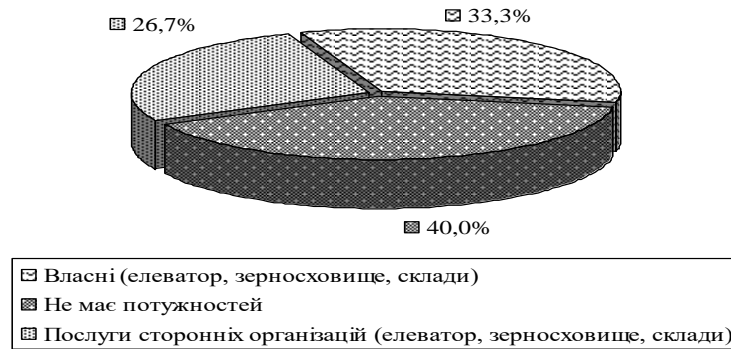 33,3%
26,7%
40,0%
Власні (елеватор, зерносховище, склади)
Не має потужностей
Послуги сторонніх організацій (елеватор, зерносховище, склади)